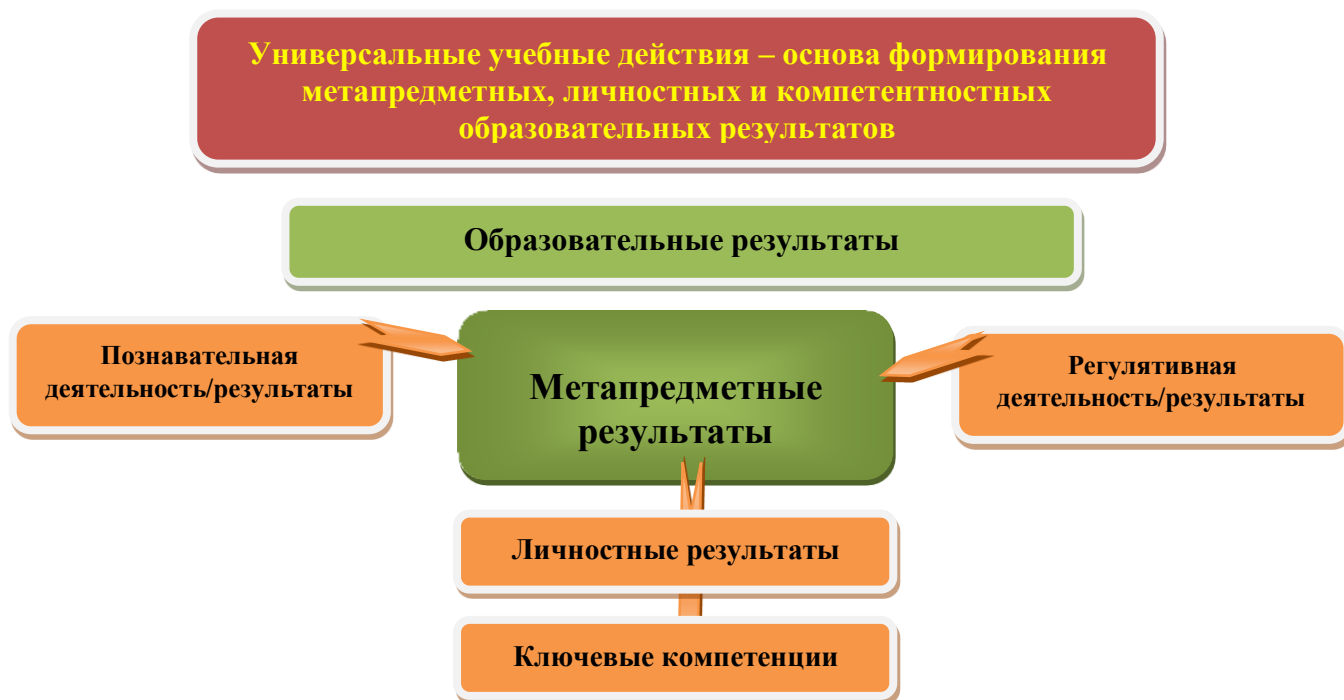 Универсальные учебные действия – основа формирования
метапредметных, личностных и компетентностных
образовательных результатов
Образовательные результаты
Познавательная
деятельность/результаты
Метапредметные
результаты
Регулятивная
деятельность/результаты
Личностные результаты
Ключевые компетенции